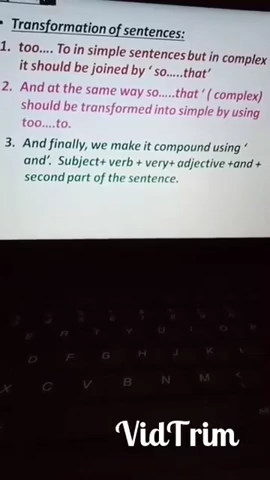 • Transformation of sentences:
1. too.... To in simple sentences but in complex
it should be joined by ‘ so.....that’
2. And at the same way so.....that ’ ( complex)
should be transformed into simple by using
too....to.
3. And finally, we make it compound using ‘
and’. Subject+ verb + very+ adjective +and +
second part of the sentence.
D F G H J K L
X C V B N M
VidTrim